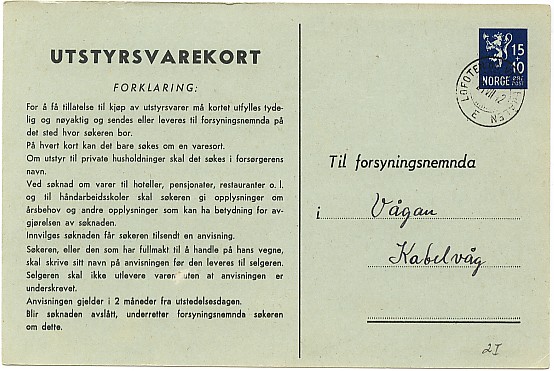 UTSTYRSVAREKORT
FORKLARING:
For å få tillatelse til kjøp av utstyrsvarer må kortet utfylles tyde-
lig og nøyaktig og sendes eller leveres til forsyningsnemnda på
det sted hvor søkeren bor.
På hvert kort kan det bare søkes om en varesort.
Om utstyr til private husholdninger skal det søkes i forsørgerens
navn.
Ved søknad om varer til hoteller, pensjonater, restauranter o. l.
og til håndarbeidsskoler skal søkeren gi opplysninger om
årsbehov og andre opplysninger som kan ha betydning for av-
gjørelsen av søknaden.
Innvilges søknaden får søkeren tilsendt en anvisning.
Søkeren, eller den som har fullmakt til å handle på hans vegne,
skal skrive sitt navn på anvisningen før den leveres til selgeren.
Selgeren skal ikke utlevere varen uten at anvisningen er
underskrevet.
Anvisningen gjelder i 2 måneder fra utstedelsesdagen.
Blir søknaden avslått, underretter forsyningsnemnda søkeren
om dette.
15
+
10
NORGE
Til forsyningsnemnda
i Vågan
Kabelvåg
2I